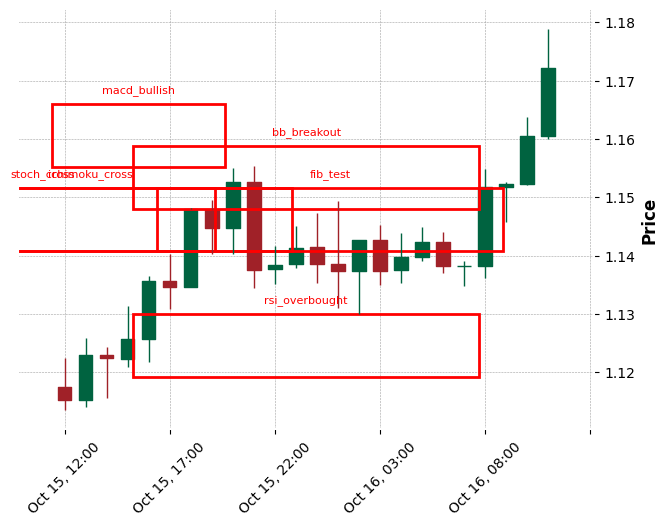 1.18
1.17
macd_bullish
1.16
bb_breakout
stoch_cross
fib_test
1.15
Price
1.14
rsi_overbought
1.13
1.12
Oct 15, 12:00
Oct 15, 17:00
Oct 15, 22:00
Oct 16, 03:00
Oct 16, 08:00